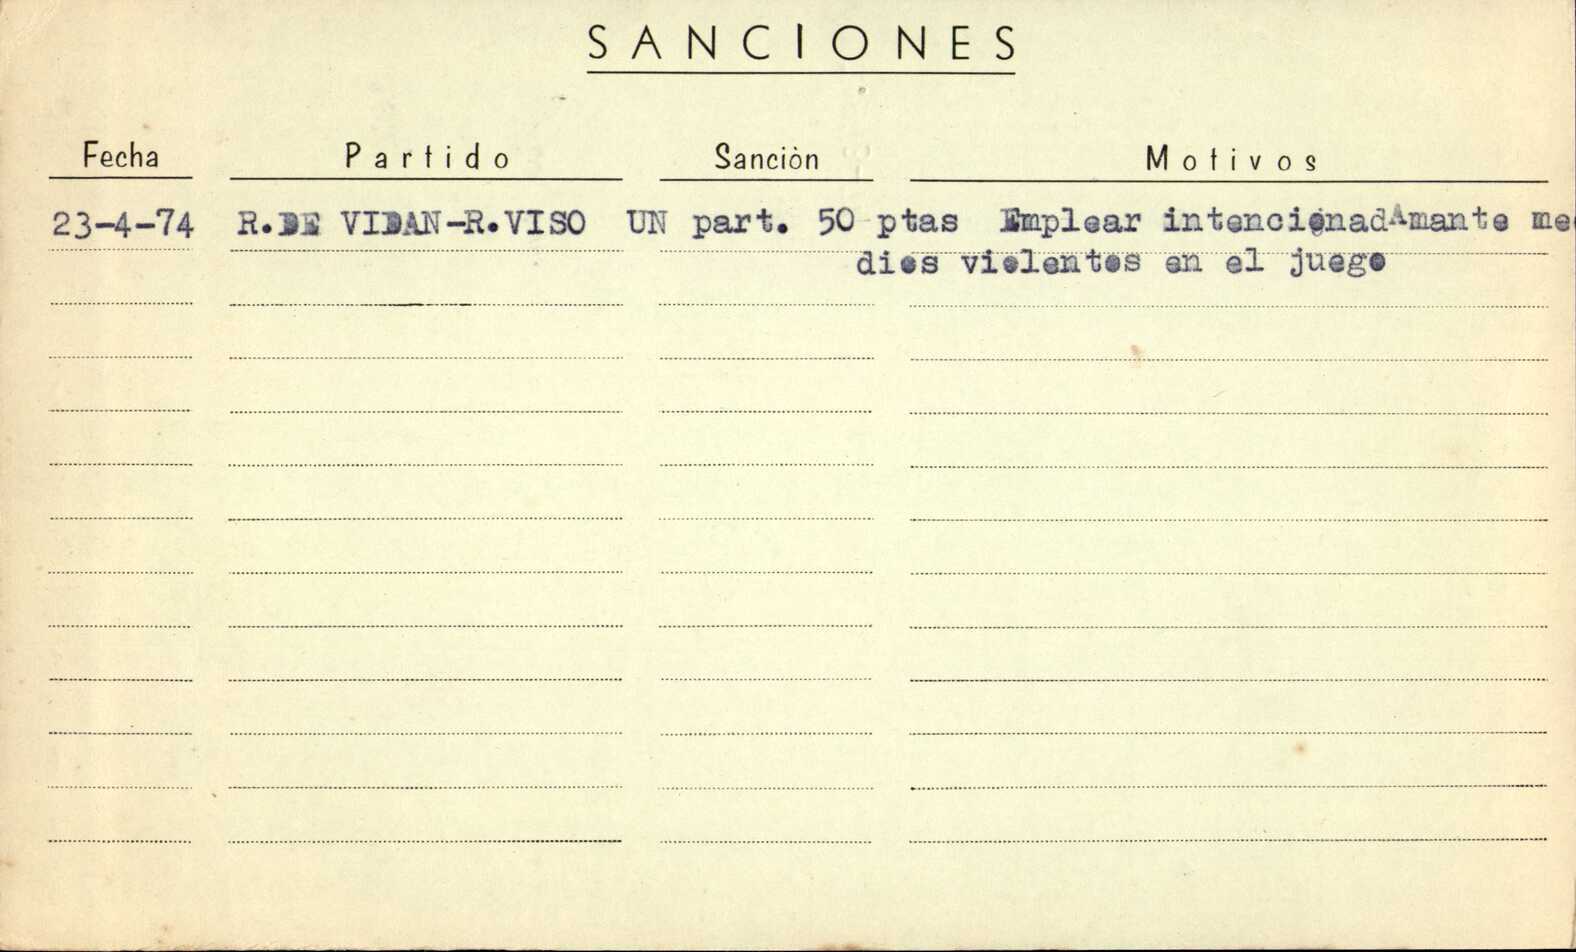 SANCIONES
Fecha Partido Sanciòn Motivos
23-4-74 R.DE VIDAN-R.VISO UN part. 50 ptas Emplear intencionadAmante me
dios violentos en el juego